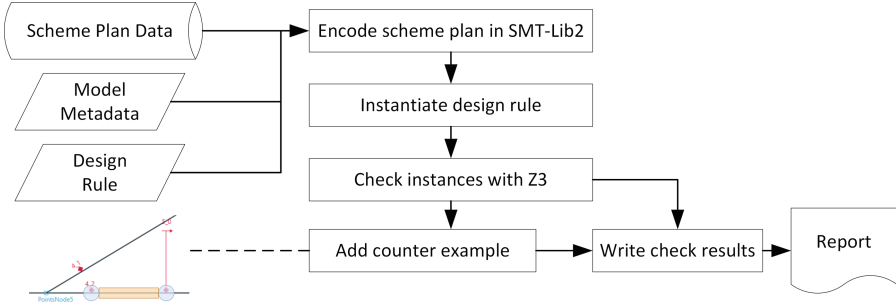 Scheme Plan Data
Encode scheme plan in SMT-Lib2
Model
Metadata
Instantiate design rule
Design
Rule
Check instances with Z3
Add counter example
Write check results
Report
4_2
PointsNode5